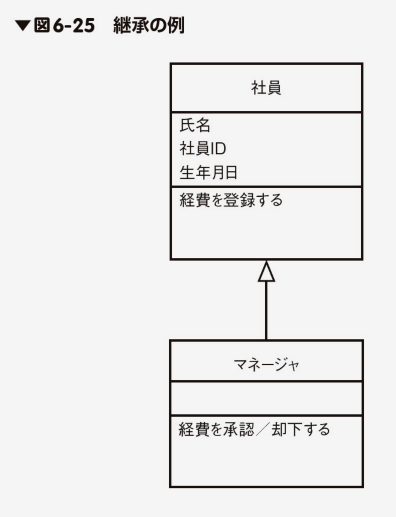 ▼図6-25 継承の例
社員
氏名
社員ID
生年月日
経費を登録する
マネージャ
経費を承認／却下する